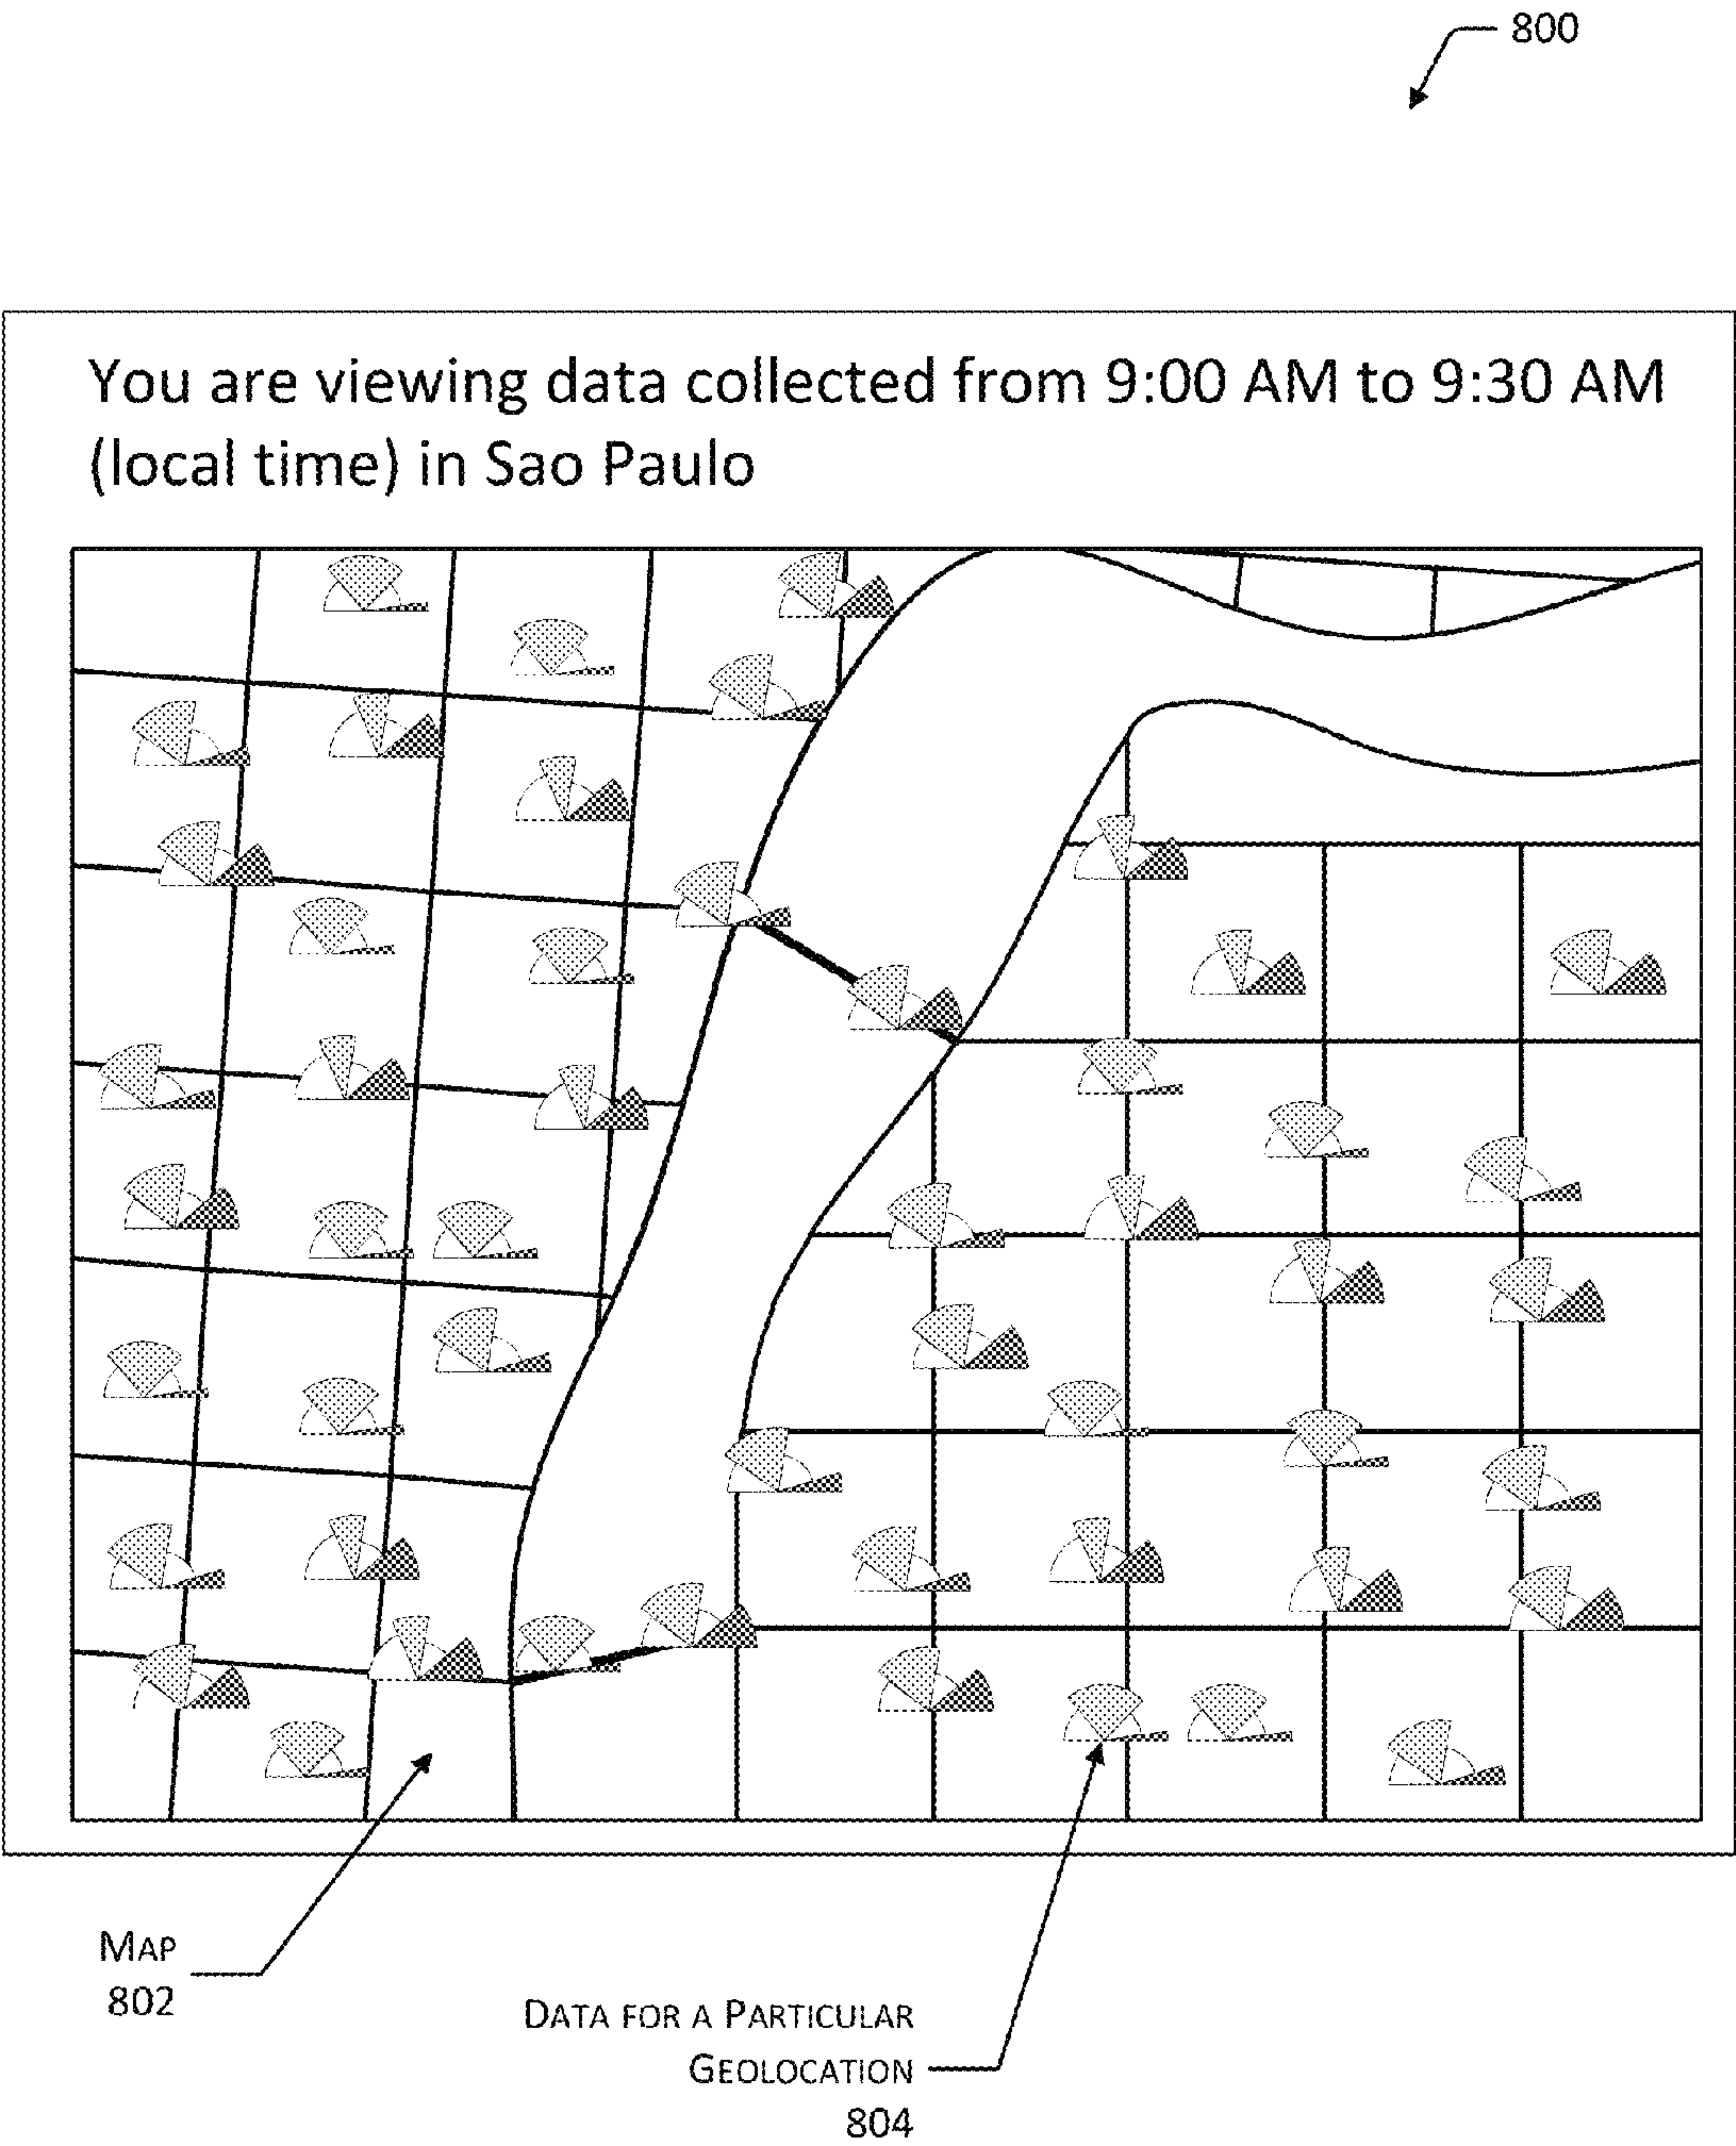 800
You are viewing data collected from 9:00 AM to 9:30 AM
(local time) in Sao Paulo
MAP
802
DATA FOR A PARTICULAR
GEOLOCATION
804